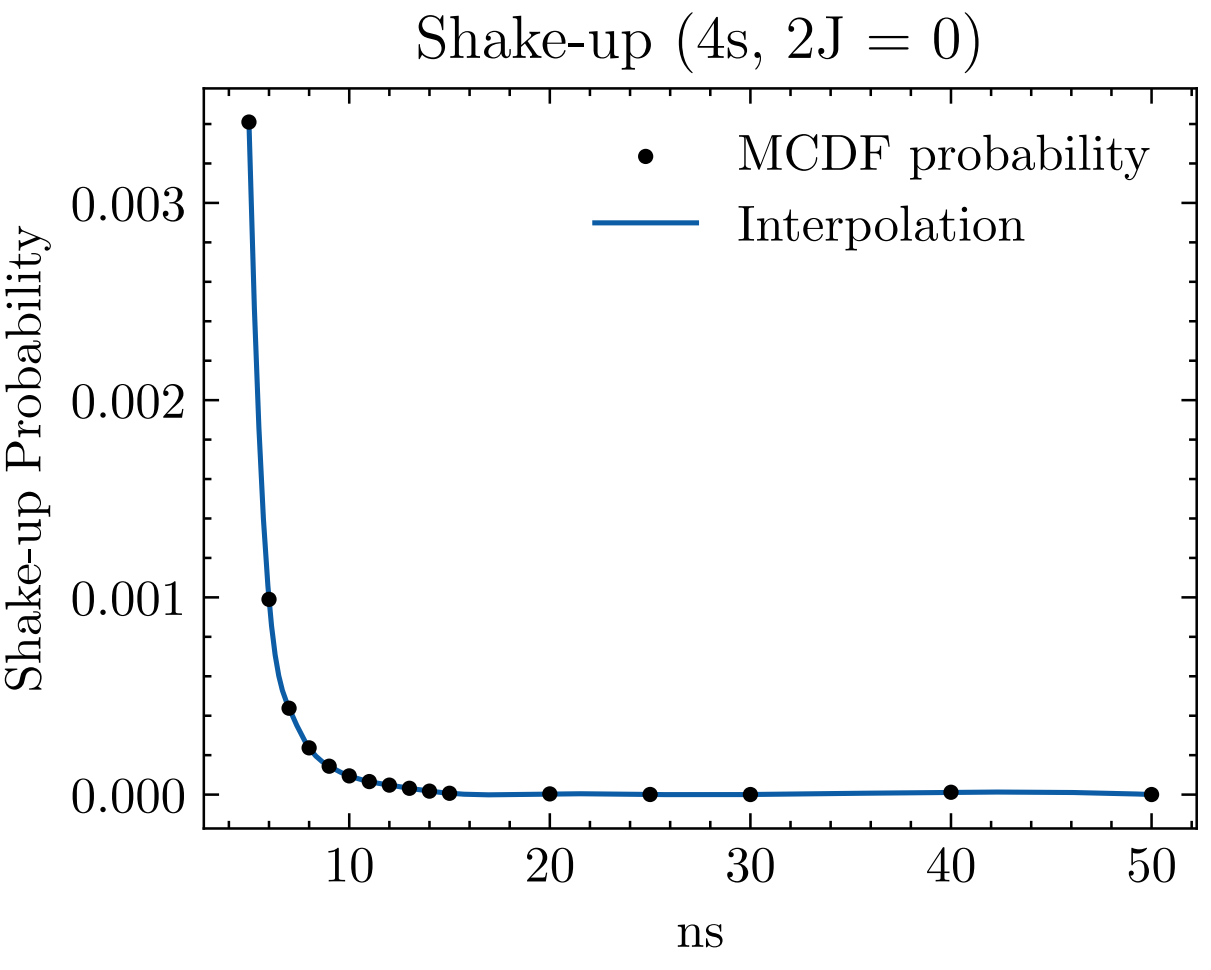 Shake-up (4s, 2J = 0)
MCDF probability
Interpolation
Shake-up Probability
0.003
0.002
0.001
0.000
10 20 30 40 50
ns